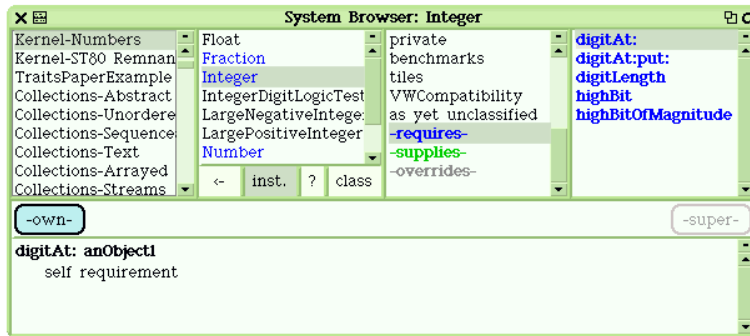 System Browser: Integer
Kernel-Numbers
Kernel-ST80 Remnan
TraitsPaperExample
Collections-Abstract
Collections-Unordere
Collections-Sequence
Collections-Text
Collections-Arrayed
Collections-Streams
Float
Fraction
Integer
IntegerDigitLogicTest
LargeNegativeInteger
LargePositiveInteger
Number
<- inst. ? class
private
benchmarks
tiles
VWCompatibility
as yet unclassified
-requires-
-supplies-
-overrides-
digitAt:
digitAt:put:
digitLength
highBit
highBitOfMagnitude
-own- -super-
digitAt: anObject1
self requirement